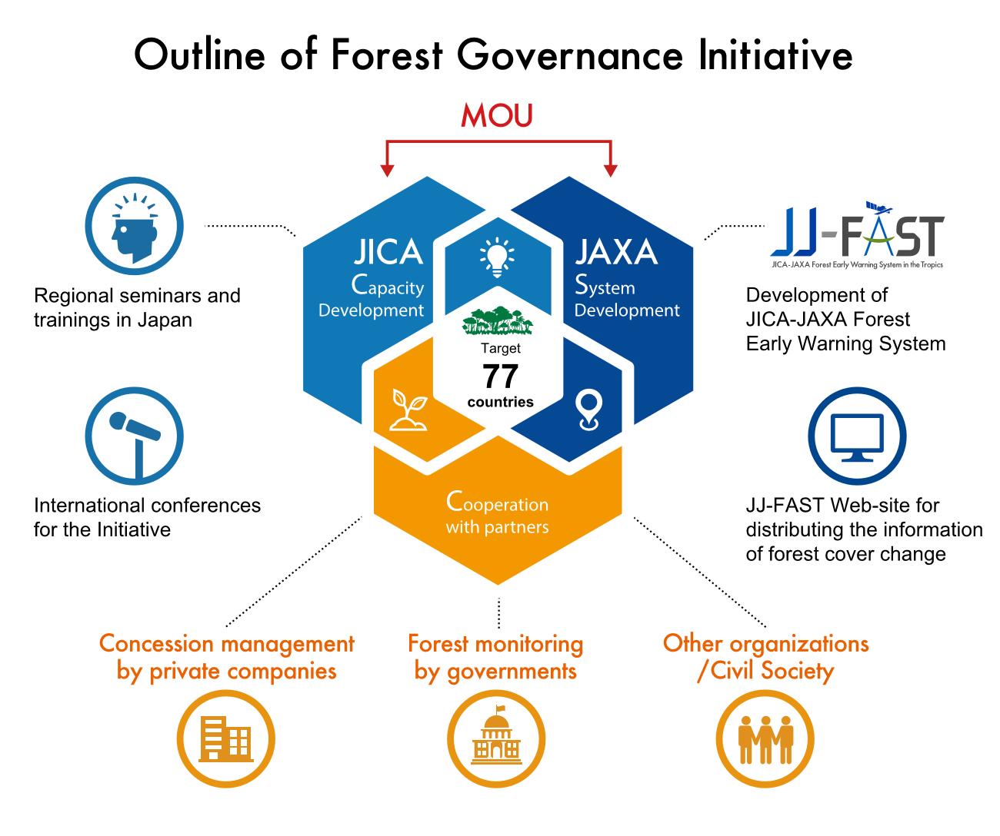 Outline of Forest Governance Initiative
MOU
JICA
Capacity
Development
JAXA
System
Development
Target
77
countries
Cooperation
with partners
Regional seminars and
trainings in Japan
International conferences
for the Initiative
JJ-FAST
JICA-JAXA Forest Early Warning System in the Tropics
Development of
JICA-JAXA Forest
Early Warning System
JJ-FAST Web-site for
distributing the information
of forest cover change
Concession management
by private companies
Forest monitoring
by governments
Other organizations
/Civil Society